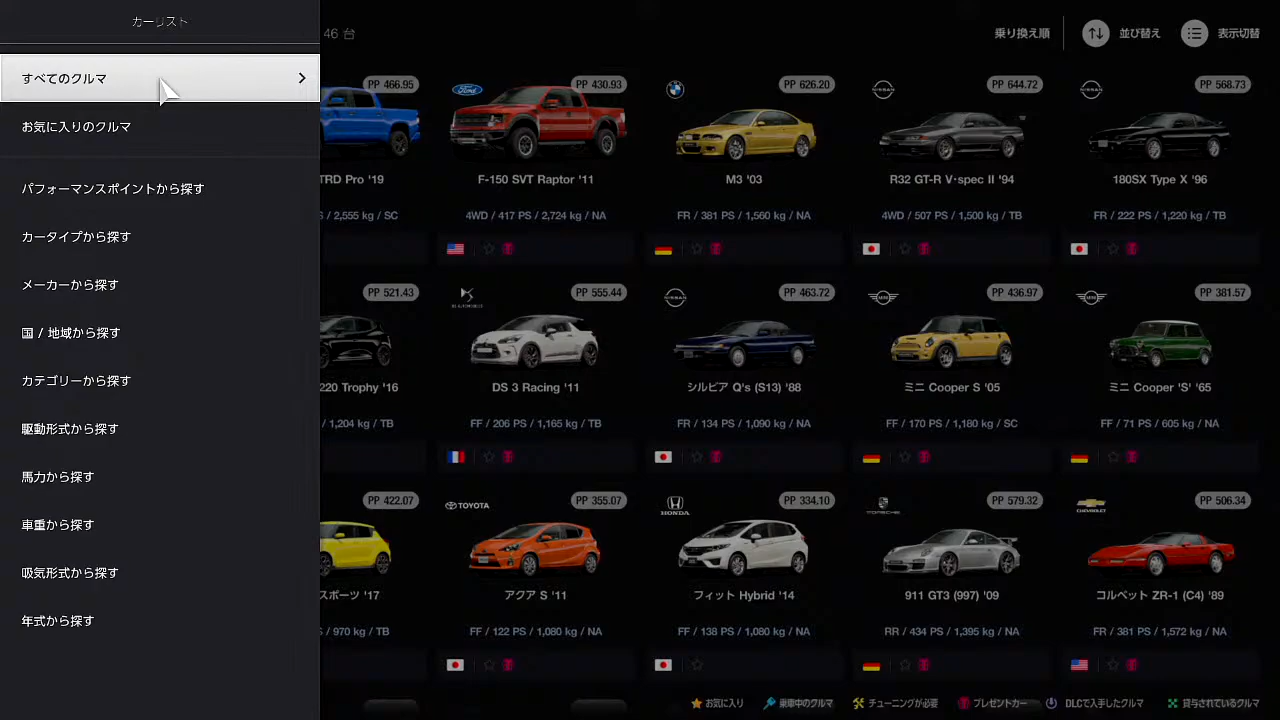 カーリスト
すべてのクルマ
お気に入りのクルマ
パフォーマンスポイントから探す
カータイプから探す
メーカーから探す
国 / 地域から探す
カテゴリーから探す
駆動形式から探す
馬力から探す
車重から探す
吸気形式から探す
年式から探す
46 台
乗り換え順
並び替え
表示切替
PP 466.95
PP 430.93
PP 626.20
PP 644.72
PP 568.73
Ford
TRD Pro '19
F-150 SVT Raptor '11
M3 '03
R32 GT-R V・spec II '94
180SX Type X '96
/ 2,555 kg / SC
4WD / 417 PS / 2,724 kg / NA
FR / 381 PS / 1,560 kg / NA
4WD / 507 PS / 1,500 kg / TB
FR / 222 PS / 1,220 kg / TB
PP 521.43
PP 555.44
PP 463.72
PP 436.97
PP 381.57
220 Trophy '16
DS 3 Racing '11
シルビア Q's (S13) '88
ミニ Cooper S '05
ミニ Cooper 'S' '65
/ 1,204 kg / TB
FF / 206 PS / 1,165 kg / TB
FR / 134 PS / 1,090 kg / NA
FF / 170 PS / 1,180 kg / SC
FF / 71 PS / 605 kg / NA
PP 422.07
PP 355.07
PP 334.10
PP 579.32
PP 506.34
TOYOTA
HONDA
PORSCHE
CHEVROLET
スポーツ '17
アクア S '11
フィット Hybrid '14
911 GT3 (997) '09
コルベット ZR-1 (C4) '89
/ 970 kg / TB
FF / 122 PS / 1,080 kg / NA
FF / 138 PS / 1,080 kg / NA
RR / 434 PS / 1,395 kg / NA
FR / 381 PS / 1,572 kg / NA
お気に入り
乗車中のクルマ
チューニングが必要
プレゼントカー
DLCで入手したクルマ
貸与されているクルマ